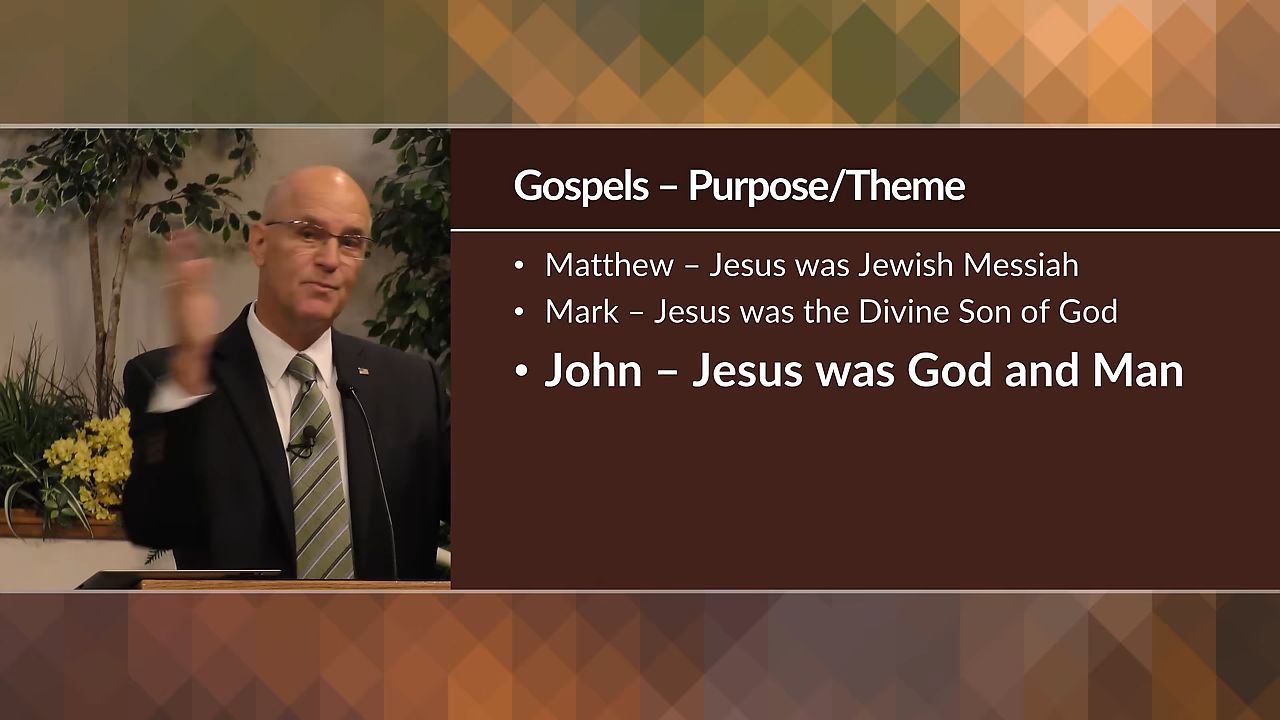 Gospels – Purpose/Theme
• Matthew – Jesus was Jewish Messiah
• Mark – Jesus was the Divine Son of God
• John – Jesus was God and Man